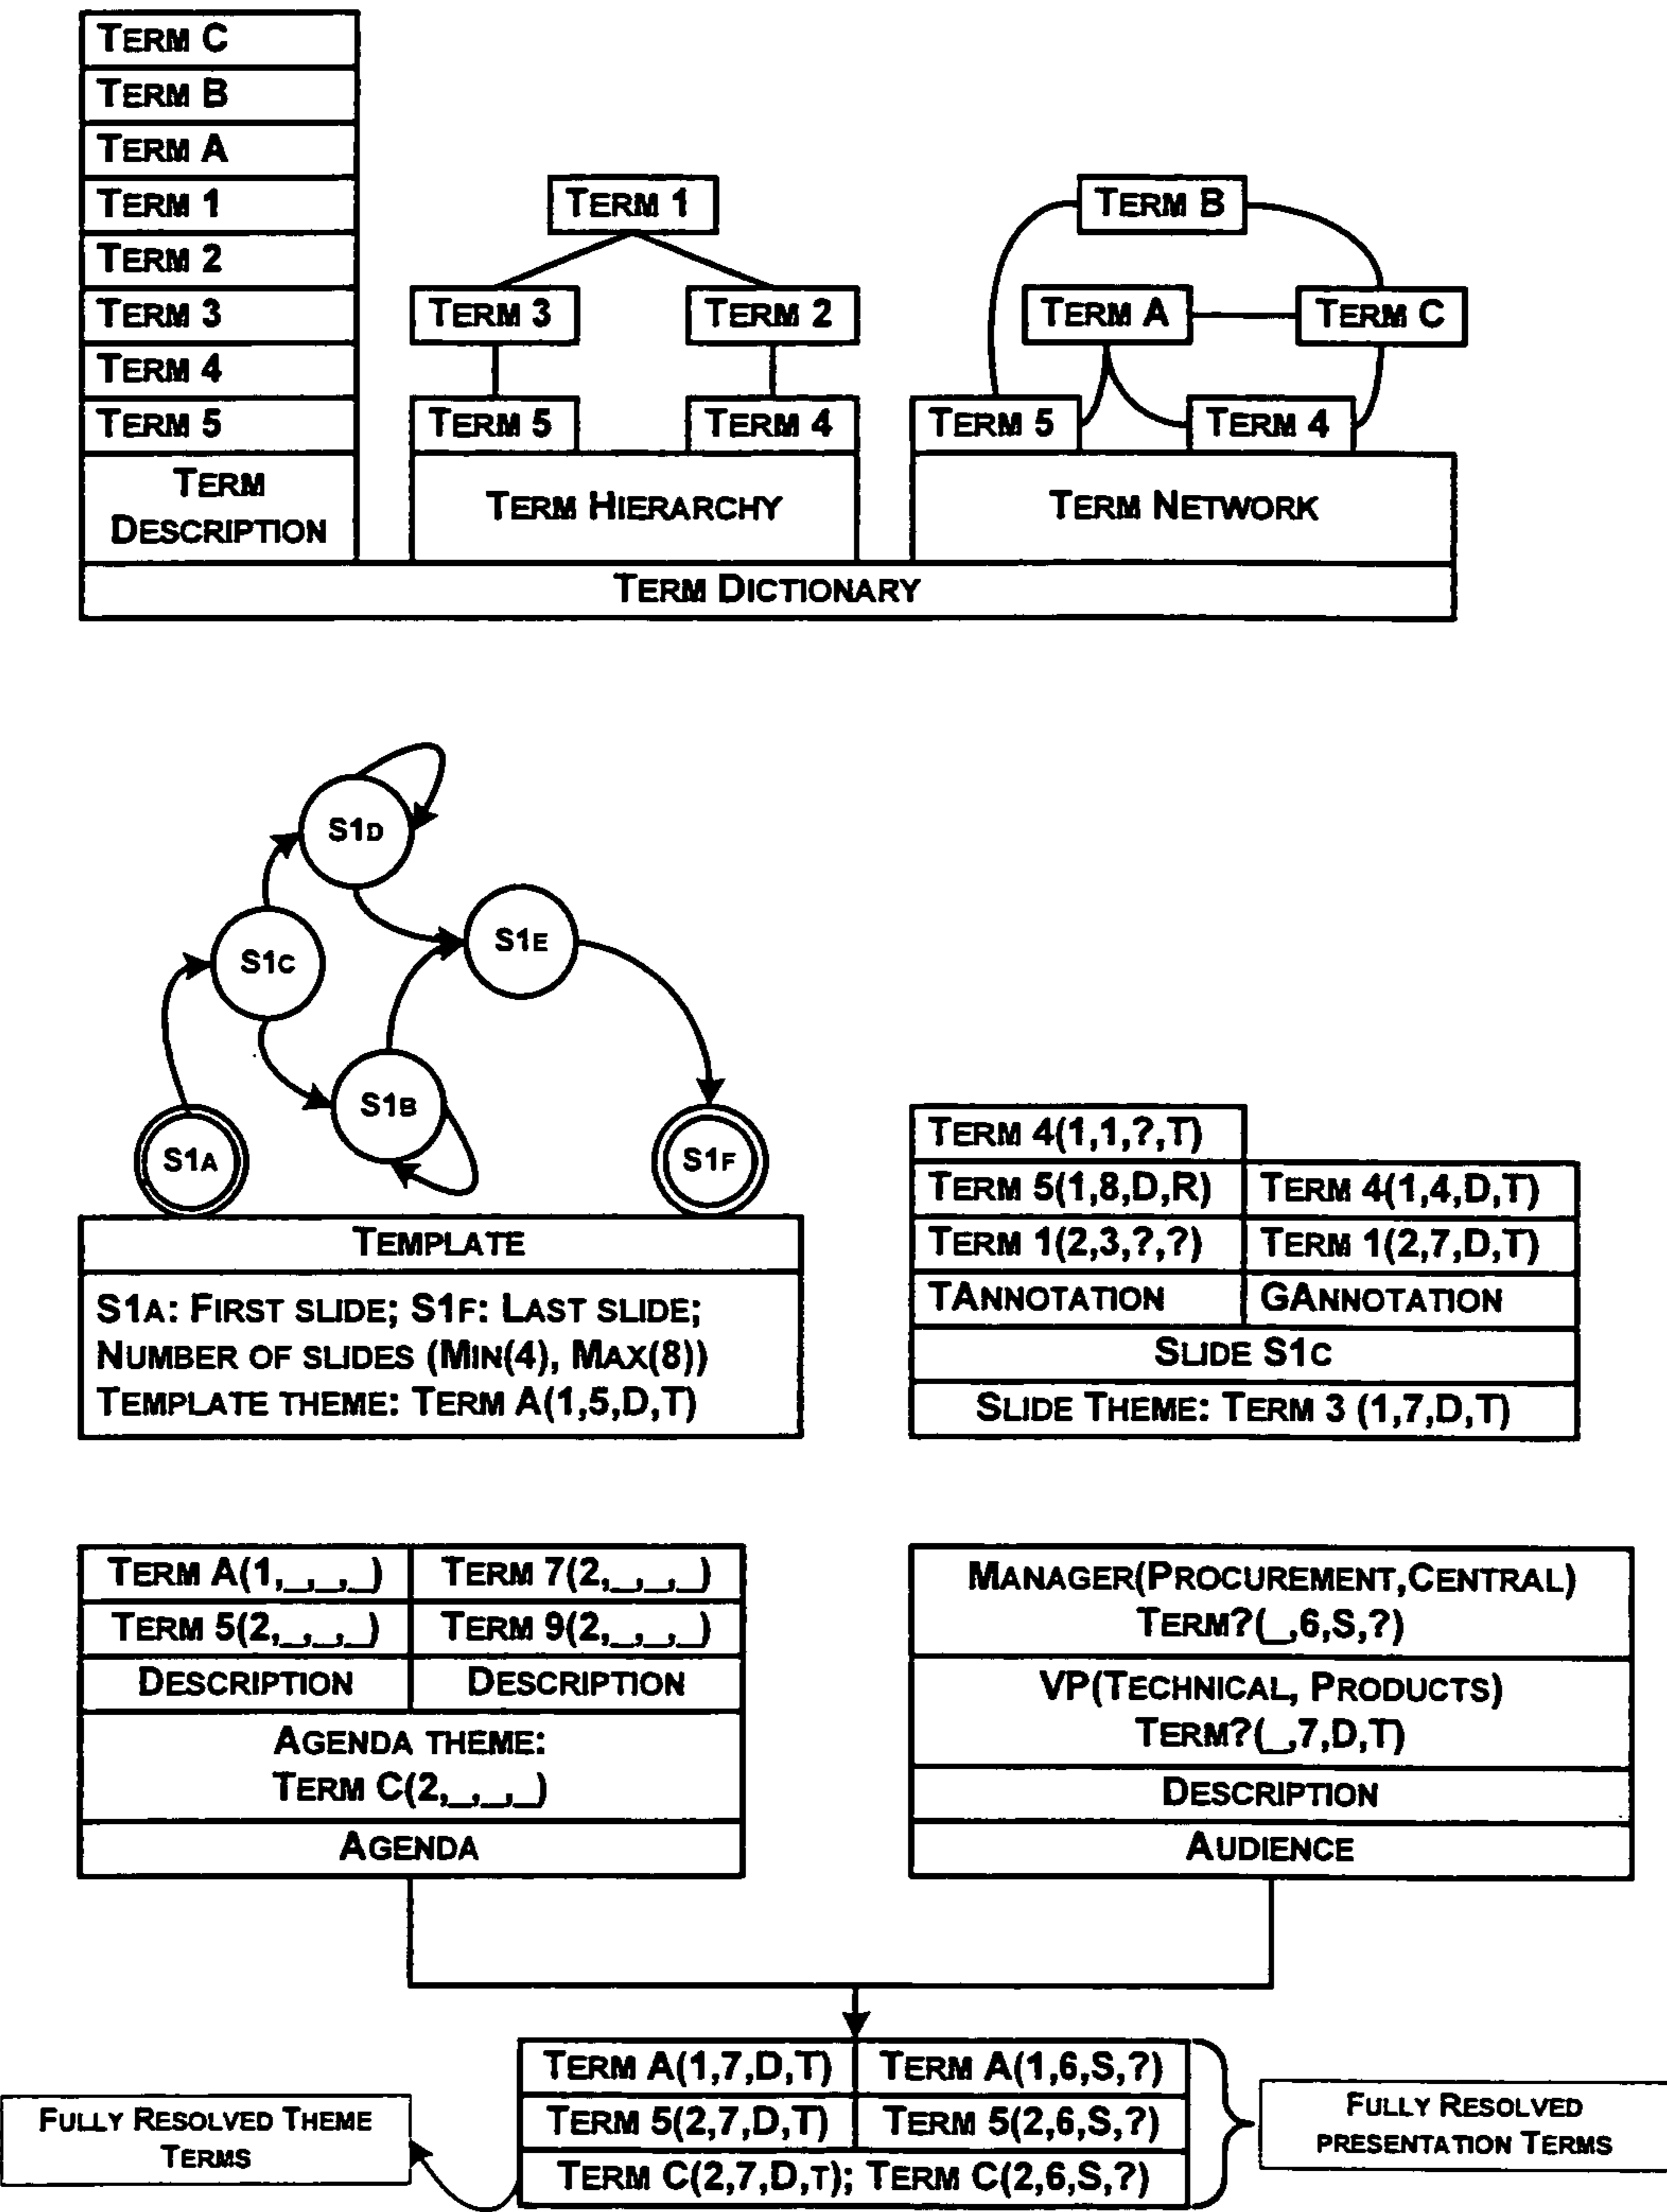 TERM C
TERM B
TERM A
TERM 1
TERM 2
TERM 3
TERM 4
TERM 5
TERM
DESCRIPTION
TERM 1
TERM 3
TERM 2
TERM 5
TERM 4
TERM HIERARCHY
TERM B
TERM A
TERM C
TERM 5
TERM 4
TERM NETWORK
TERM DICTIONARY
S1D
S1E
S1C
S1B
S1A
S1F
TEMPLATE
S1A: FIRST SLIDE; S1F: LAST SLIDE;
NUMBER OF SLIDES (MIN(4), MAX(8))
TEMPLATE THEME: TERM A(1,5,D,T)
TERM 4(1,1,?,T)
TERM 5(1,8,D,R)
TERM 4(1,4,D,T)
TERM 1(2,3,?,?)
TERM 1(2,7,D,T)
TANNOTATION
GANNOTATION
SLIDE S1C
SLIDE THEME: TERM 3 (1,7,D,T)
TERM A(1,_,_,_)
TERM 7(2,_,_,_)
TERM 5(2,_,_,_)
TERM 9(2,_,_,_)
DESCRIPTION
DESCRIPTION
AGENDA THEME:
TERM C(2,_,_,_)
AGENDA
MANAGER(PROCUREMENT,CENTRAL)
TERM?(_,6,S,?)
VP(TECHNICAL, PRODUCTS)
TERM?(_,7,D,T)
DESCRIPTION
AUDIENCE
TERM A(1,7,D,T)
TERM A(1,6,S,?)
TERM 5(2,7,D,T)
TERM 5(2,6,S,?)
TERM C(2,7,D,T); TERM C(2,6,S,?)
FULLY RESOLVED THEME
TERMS
FULLY RESOLVED
PRESENTATION TERMS